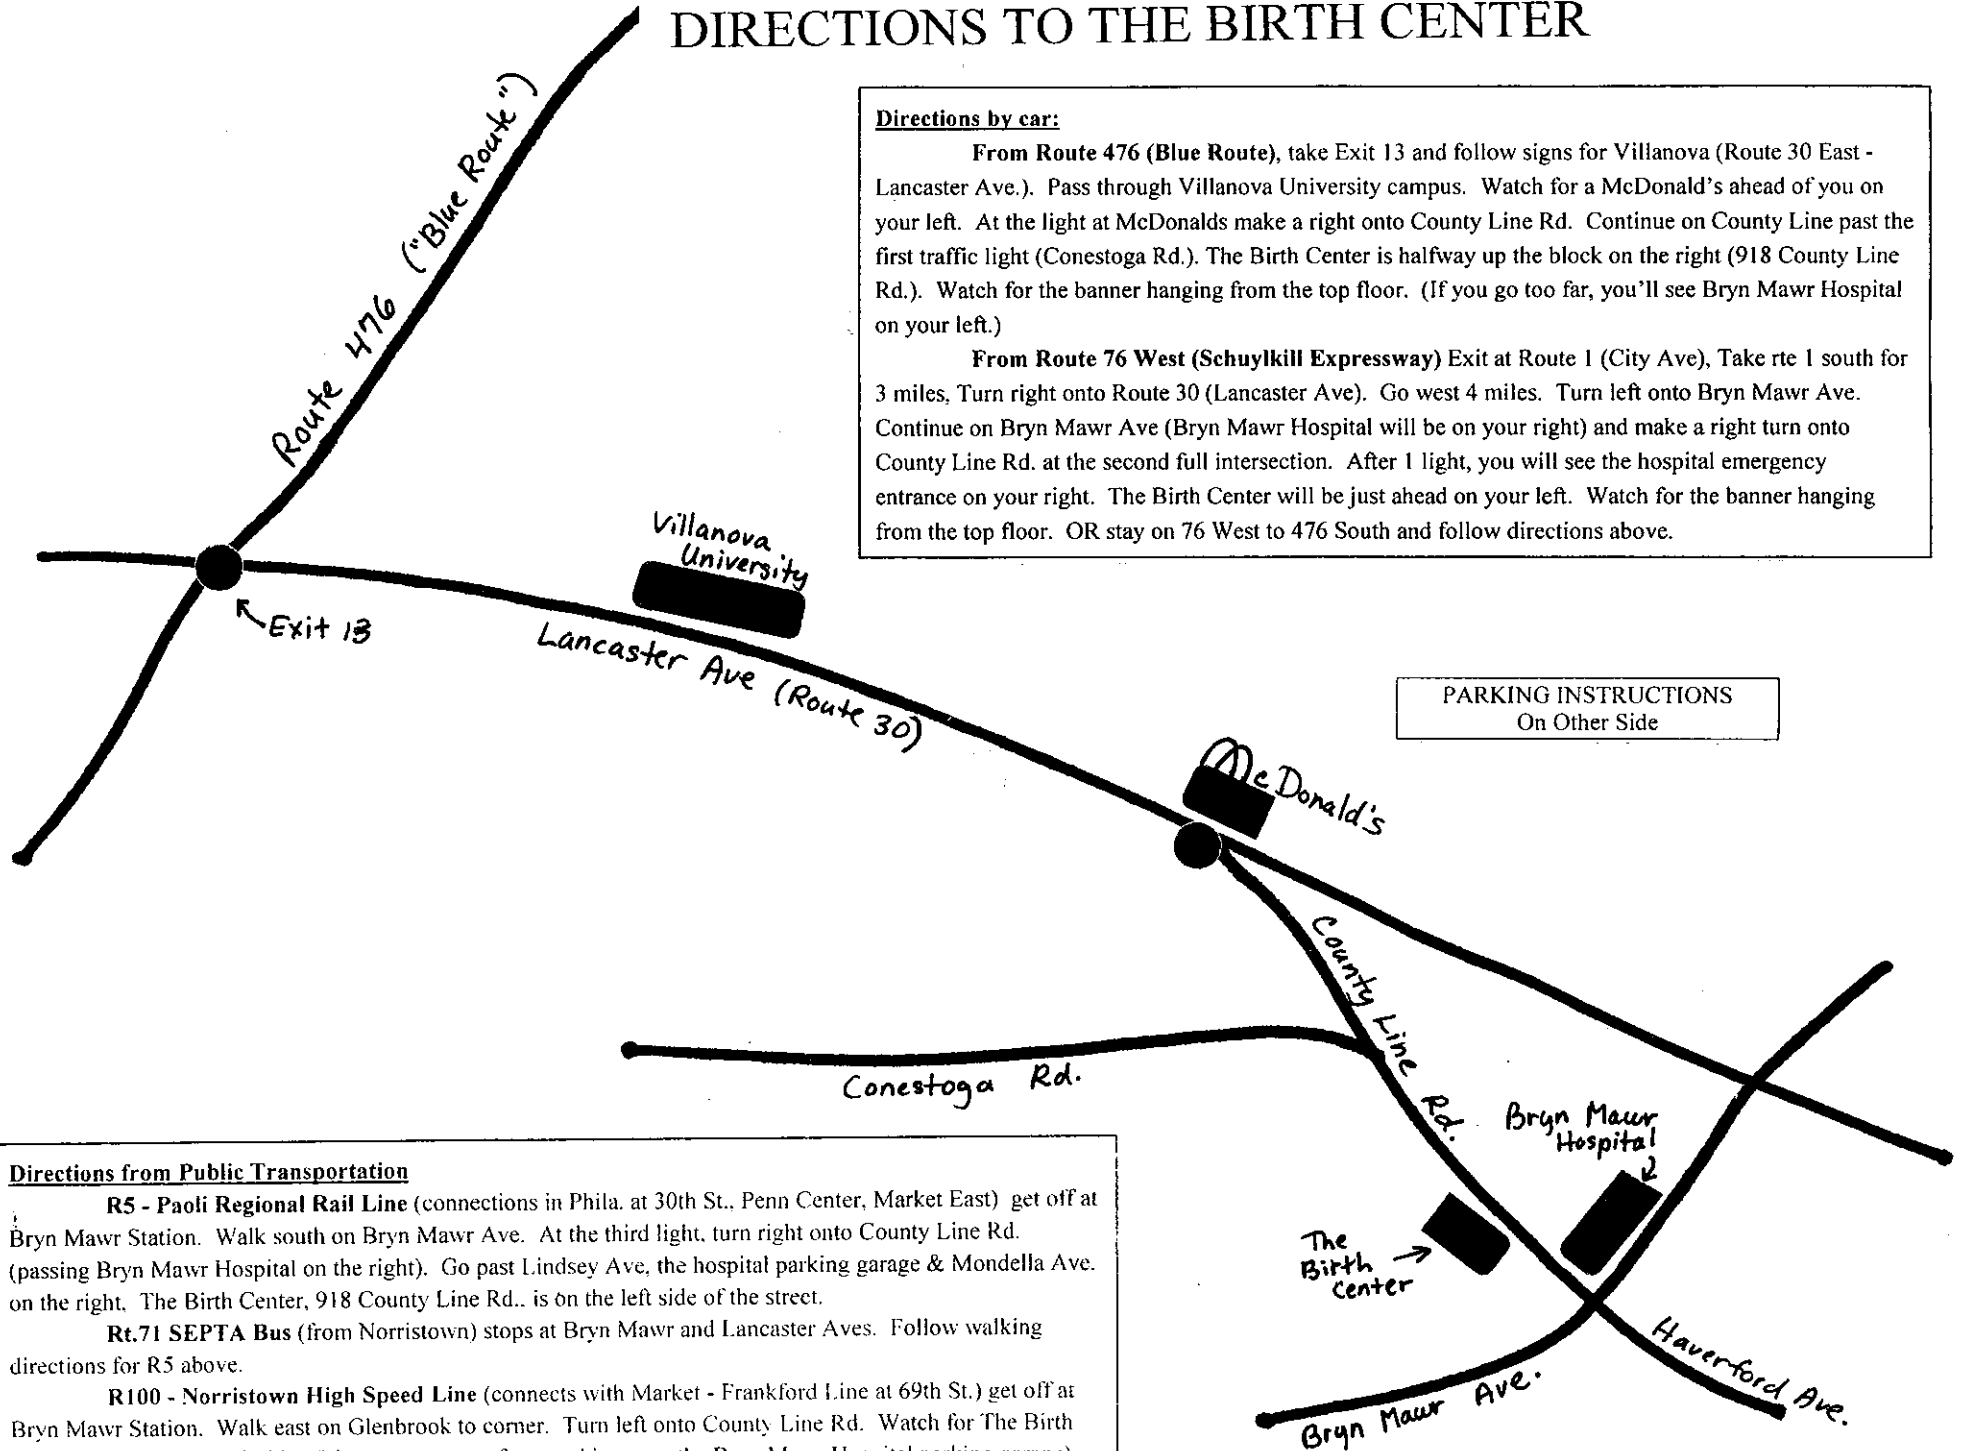 DIRECTIONS TO THE BIRTH CENTER
Directions by car:
From Route 476 (Blue Route), take Exit 13 and follow signs for Villanova (Route 30 East -
Lancaster Ave.). Pass through Villanova University campus. Watch for a McDonald's ahead of you on
your left. At the light at McDonalds make a right onto County Line Rd. Continue on County Line past the
first traffic light (Conestoga Rd.). The Birth Center is halfway up the block on the right (918 County Line
Rd.). Watch for the banner hanging from the top floor. (If you go too far, you'll see Bryn Mawr Hospital
on your left.)
From Route 76 West (Schuylkill Expressway) Exit at Route 1 (City Ave), Take rte 1 south for
3 miles, Turn right onto Route 30 (Lancaster Ave). Go west 4 miles. Turn left onto Bryn Mawr Ave.
Continue on Bryn Mawr Ave (Bryn Mawr Hospital will be on your right) and make a right turn onto
County Line Rd. at the second full intersection. After 1 light, you will see the hospital emergency
entrance on your right. The Birth Center will be just ahead on your left. Watch for the banner hanging
from the top floor. OR stay on 76 West to 476 South and follow directions above.
Route 476 ("Blue Route")
Villanova
University
Exit 13
Lancaster Ave (Route 30)
PARKING INSTRUCTIONS
On Other Side
McDonald's
County Line Rd.
Conestoga Rd.
Bryn Mawr
Hospital
The
Birth
Center
Haverford Ave.
Bryn Mawr Ave.
Directions from Public Transportation
R5 - Paoli Regional Rail Line (connections in Phila. at 30th St., Penn Center, Market East) get off at
Bryn Mawr Station. Walk south on Bryn Mawr Ave. At the third light, turn right onto County Line Rd.
(passing Bryn Mawr Hospital on the right). Go past Lindsey Ave, the hospital parking garage & Mondella Ave.
on the right. The Birth Center, 918 County Line Rd.. is on the left side of the street.
Rt.71 SEPTA Bus (from Norristown) stops at Bryn Mawr and Lancaster Aves. Follow walking
directions for R5 above.
R100 - Norristown High Speed Line (connects with Market - Frankford Line at 69th St.) get off at
Bryn Mawr Station. Walk east on Glenbrook to corner. Turn left onto County Line Rd. Watch for The Birth